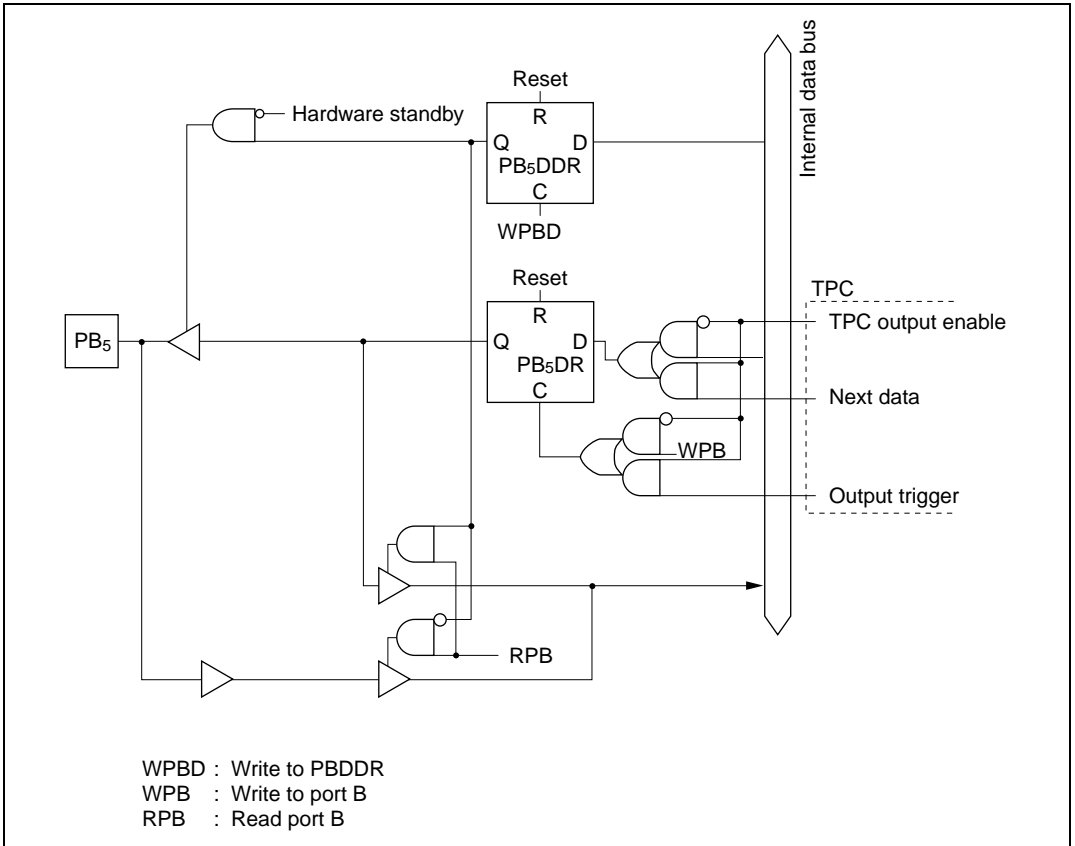 Reset
Internal data bus
Hardware standby
R
Q D
PB5DDR
C
WPBD
Reset
TPC
R
TPC output enable
PB5
Q D
PB5DR
C
Next data
WPB
Output trigger
RPB
WPBD : Write to PBDDR
WPB : Write to port B
RPB : Read port B